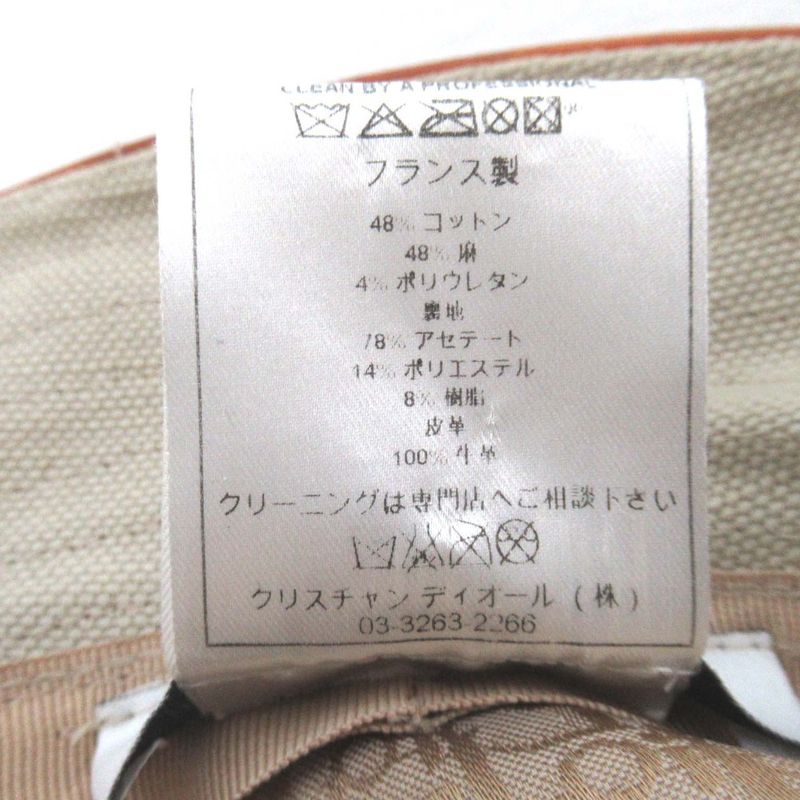 CLEAN BY A PROFESSIONAL
フランス製
48% コットン
48% 麻
4% ポリウレタン
裏地
78% アセテート
14% ポリエステル
8% 樹脂
皮革
100% 牛革
クリーニングは専門店へご相談下さい
クリスチャン ディオール (株)
03-3263-2266